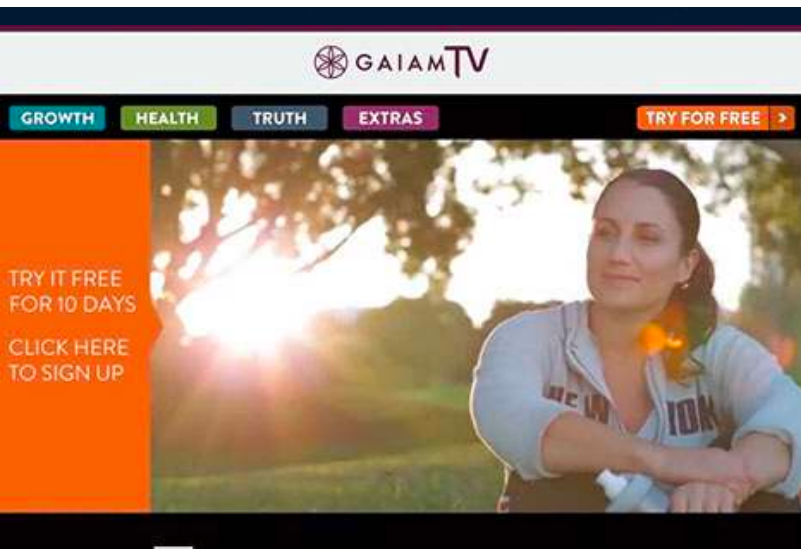 GAIAMTV
GROWTH
HEALTH
TRUTH
EXTRAS
TRY FOR FREE >
TRY IT FREE
FOR 10 DAYS
CLICK HERE
TO SIGN UP
NEW